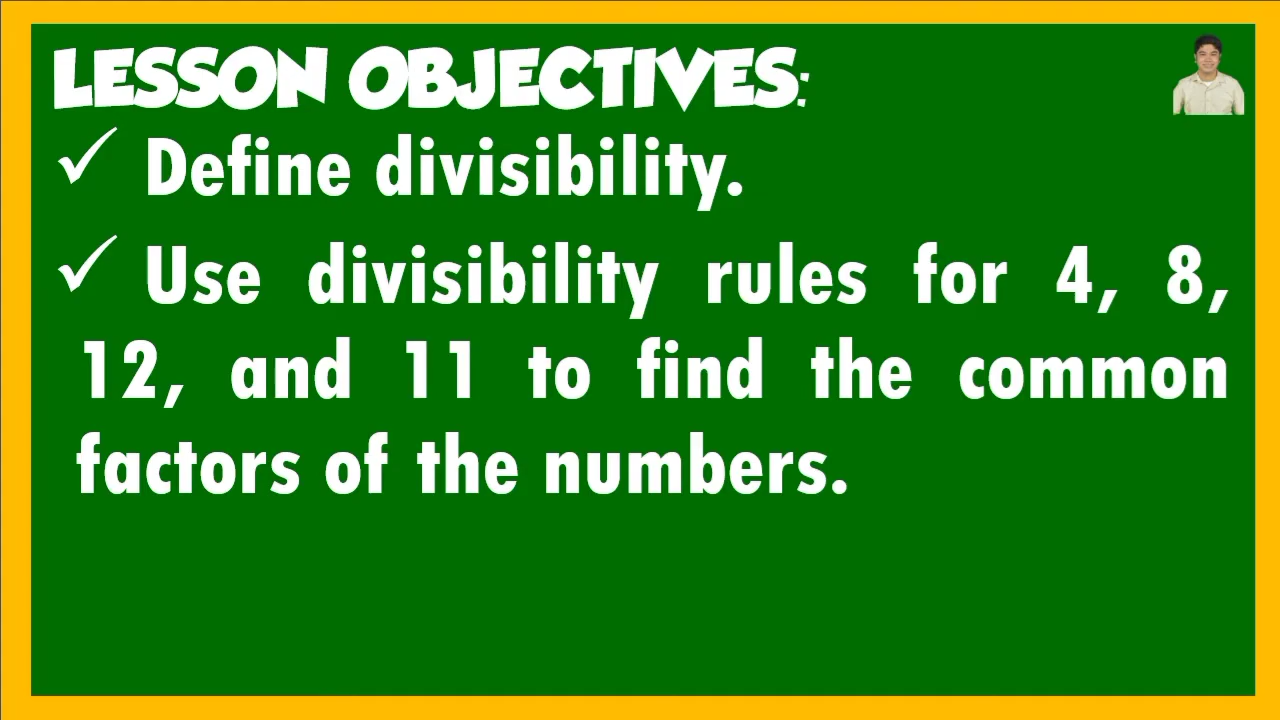 LESSON OBJECTIVES:
✓ Define divisibility.
✓ Use divisibility rules for 4, 8,
12, and 11 to find the common
factors of the numbers.